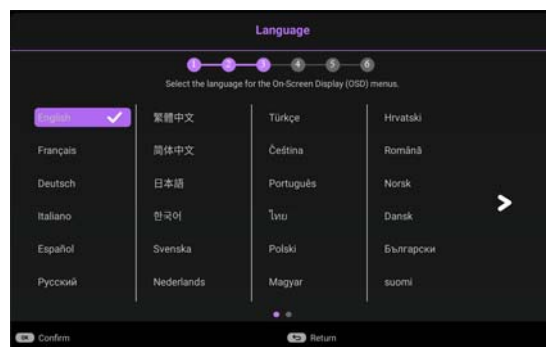 Language
1 2 3 4 5 6
Select the language for the On-Screen Display (OSD) menus.
English 繁體中文 Türkçe Hrvatski
Français 简体中文 Čeština Română
Deutsch 日本語 Português Norsk
Italiano 한국어 ไทย Dansk
Español Svenska Polski Български
Русский Nederlands Magyar suomi
OK Confirm Return